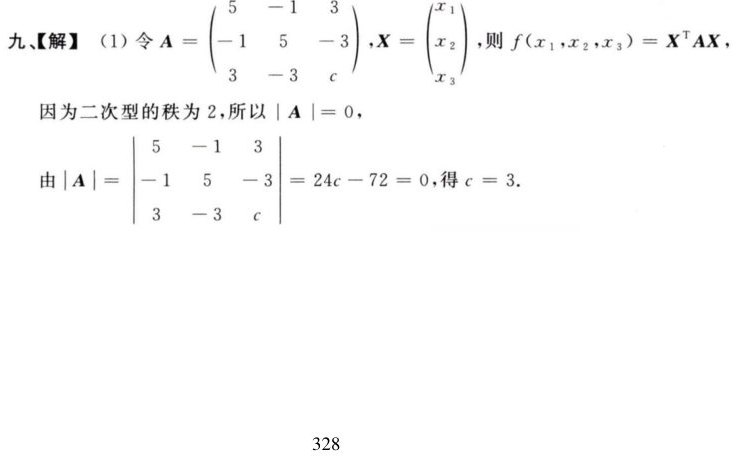 九、【解】 (1) 令 A = ( 5 −1 3 ; −1 5 −3 ; 3 −3 c ), X = ( x₁ ; x₂ ; x₃ ), 则 f(x₁,x₂,x₃) = XᵀAX,
因为二次型的秩为 2,所以 | A | = 0,
由 | A | = | 5 −1 3 ; −1 5 −3 ; 3 −3 c | = 24c − 72 = 0,得 c = 3.
328